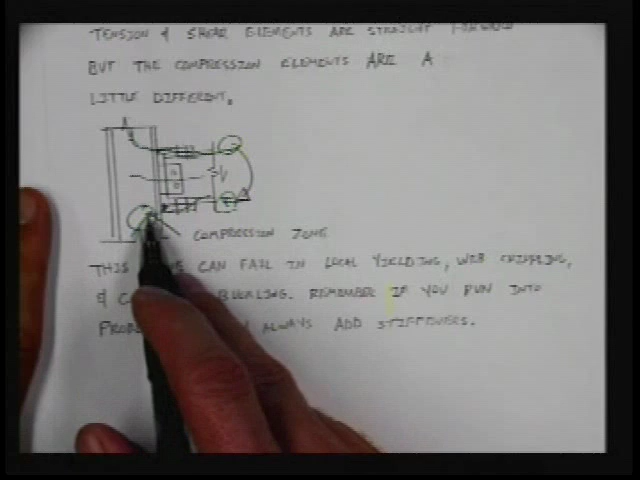 TENSION & SHEAR ELEMENTS ARE STRAIGHT FORWARD
BUT THE COMPRESSION ELEMENTS ARE A
LITTLE DIFFERENT.
COMPRESSION ZONE
THIS CAN FAIL IN LOCAL YIELDING, WEB CRIPPLING,
& BUCKLING. REMEMBER IF YOU RUN INTO
ALWAYS ADD STIFFENERS.